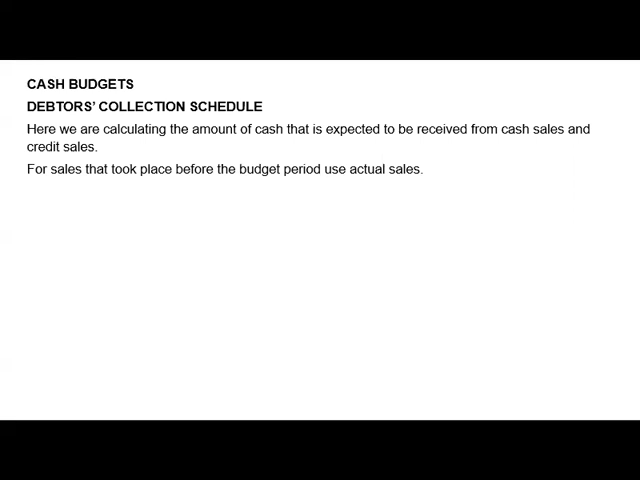 CASH BUDGETS
DEBTORS’ COLLECTION SCHEDULE
Here we are calculating the amount of cash that is expected to be received from cash sales and
credit sales.
For sales that took place before the budget period use actual sales.